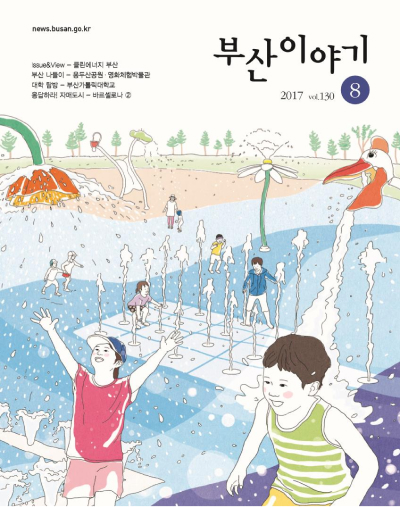 news.busan.go.kr
Issue&View – 클린에너지 부산
부산 나들이 – 용두산공원·영화체험박물관
대학 탐방 – 부산가톨릭대학교
응답하라! 자매도시 – 바르셀로나 ②
부산이야기
2017 vol.130 8